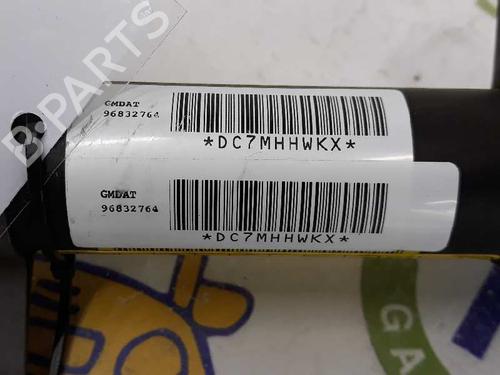 B-PARTS
GMDAT
96832764
*DC7MHHWKX*
GMDAT
96832764
*DC7MHHWKX*
GA